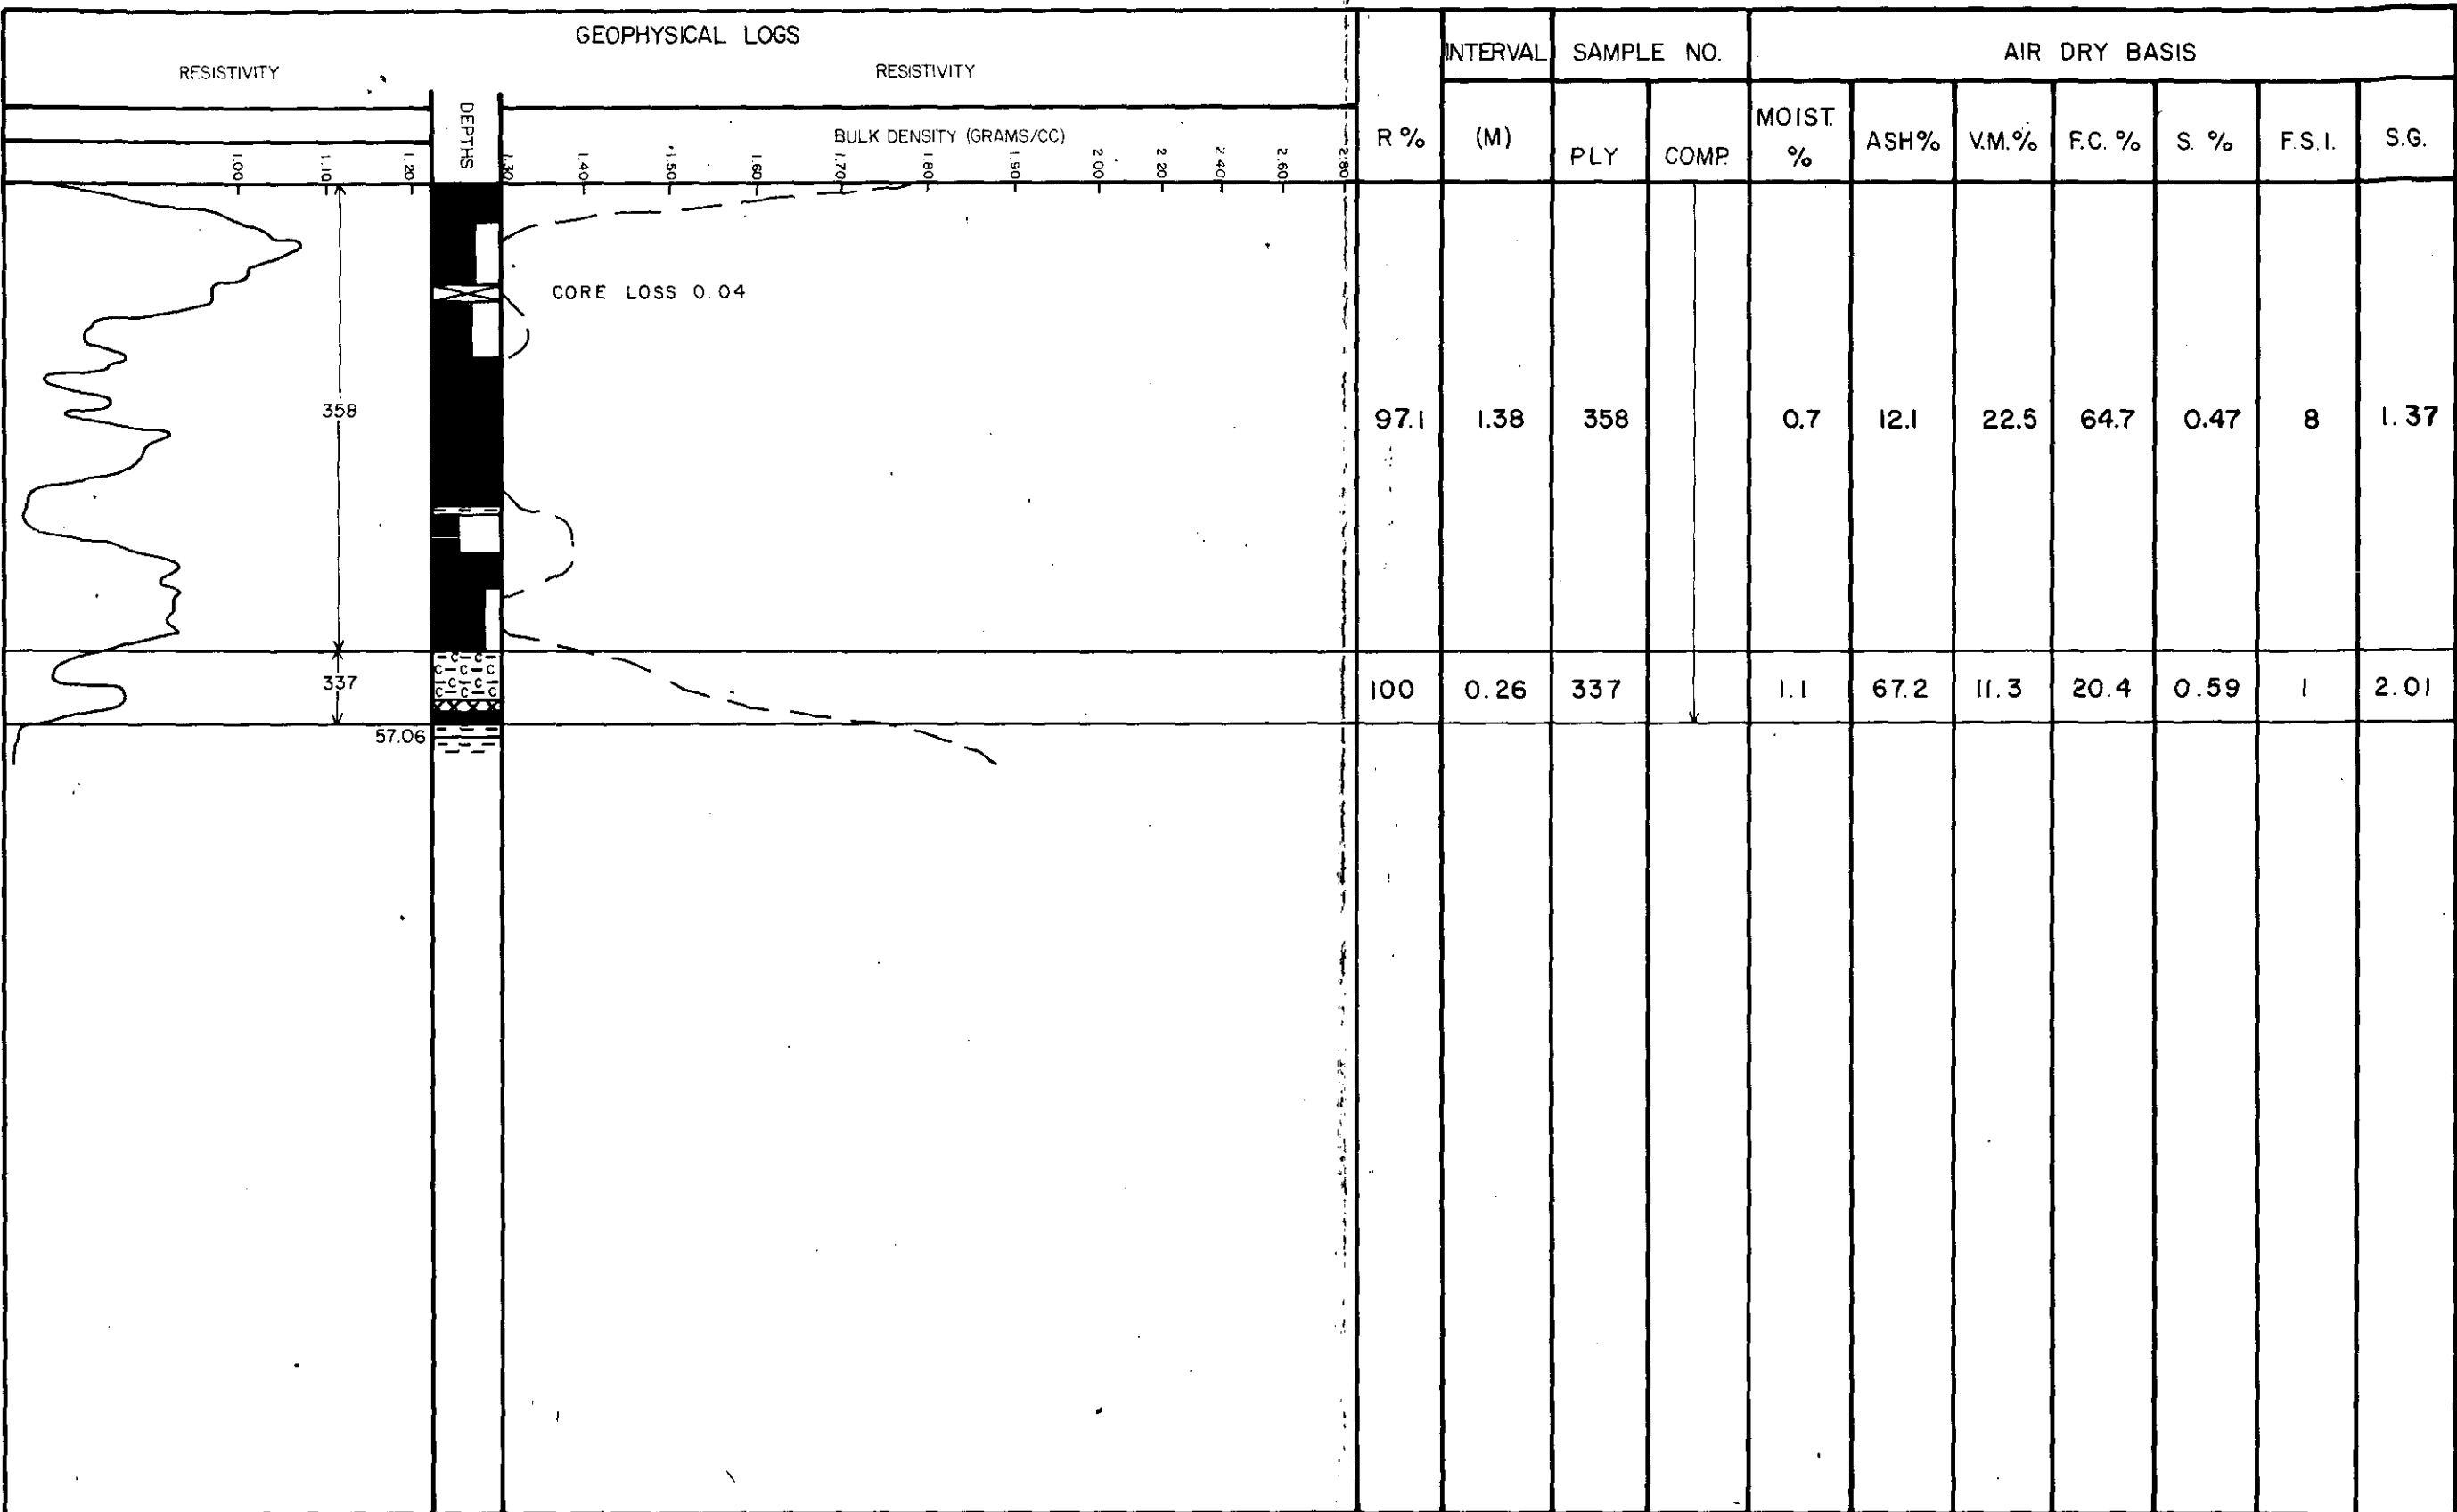 GEOPHYSICAL LOGS
RESISTIVITY RESISTIVITY
DEPTHS
BULK DENSITY (GRAMS/CC)
1.00 1.10 1.20 1.30 1.40 1.50 1.60 1.70 1.80 1.90 2.00 2.20 2.40 2.60 2.80
R % INTERVAL (M) SAMPLE NO. PLY COMP. AIR DRY BASIS
MOIST. % ASH% V.M.% F.C. % S. % F.S.I. S.G.
CORE LOSS 0.04
358 97.1 1.38 358 0.7 12.1 22.5 64.7 0.47 8 1.37
-C-C-
C-C-C
-C-C-
C-C-C
337 100 0.26 337 1.1 67.2 11.3 20.4 0.59 1 2.01
57.06